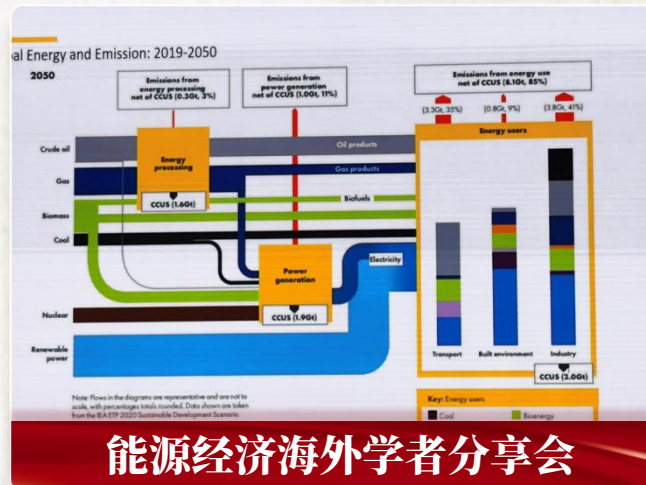 al Energy and Emission: 2019-2050
2050
Emissions from
energy processing
net of CCUS (0.3Gt, 3%)
Emissions from
power generation
net of CCUS (1.0Gt, 11%)
Emissions from energy use
net of CCUS (8.1Gt, 85%)
(3.3Gt, 35%)
(0.8Gt, 9%)
(3.8Gt, 41%)
Energy users
Crude oil
Oil products
Energy
processing
Gas
Gas products
Biofuels
CCUS (1.6Gt)
Biomass
Coal
Electricity
Power
generation
Nuclear
CCUS (1.9Gt)
Renewable
power
Transport
Built environment
Industry
CCUS (2.0Gt)
Note: Flows in the diagrams are representative and are not to
scale, with percentages totals rounded. Data shown are taken
from the IEA ETP 2020 Sustainable Development Scenario
Key: Energy users
Coal
Bioenergy
能源经济海外学者分享会